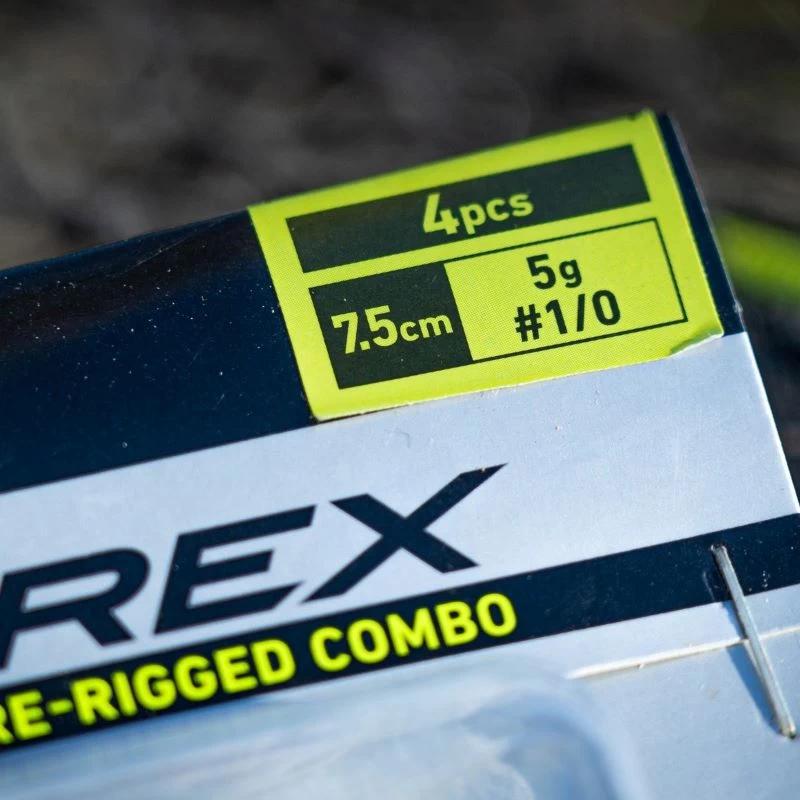 4pcs
7.5cm
5g
#1/0
REX
RE-RIGGED COMBO